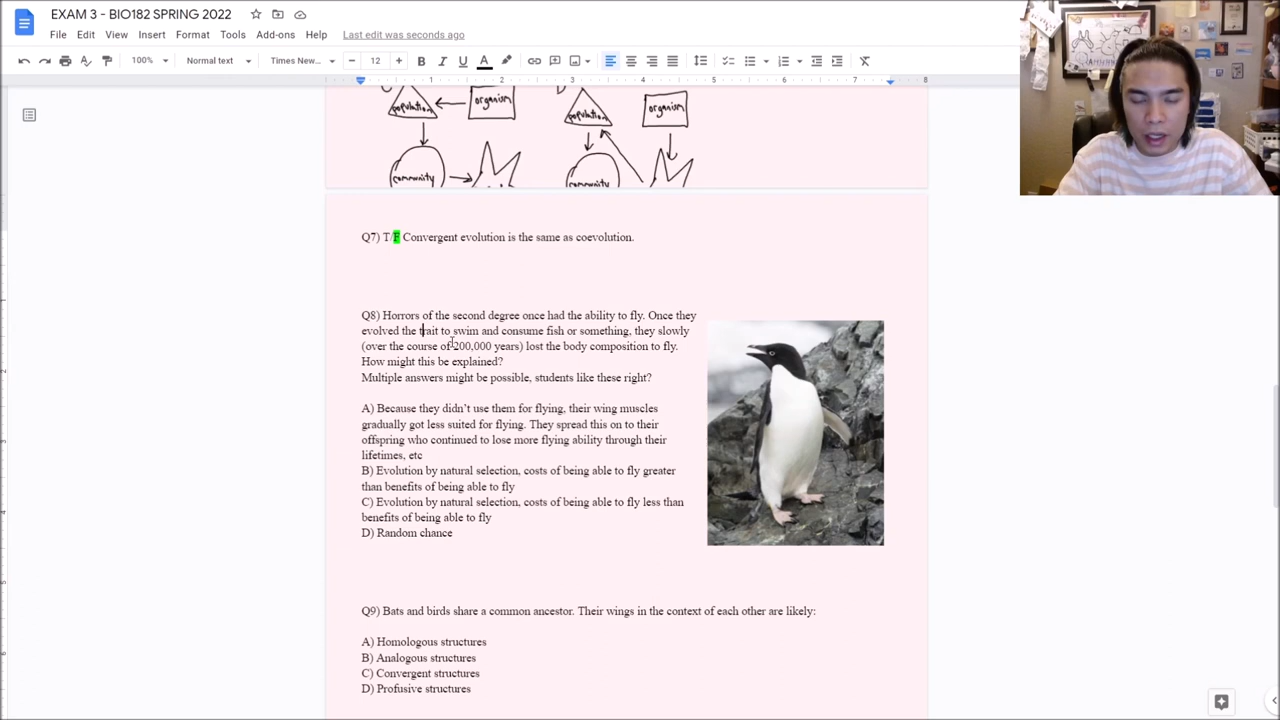 EXAM 3 - BIO182 SPRING 2022
File Edit View Insert Format Tools Add-ons Help Last edit was seconds ago
100% Normal text Times New... 12
1 2 3 4 5 6 7 8
population organism population organism
community community
Q7) T/F Convergent evolution is the same as coevolution.
Q8) Horrors of the second degree once had the ability to fly. Once they
evolved the trait to swim and consume fish or something, they slowly
(over the course of 200,000 years) lost the body composition to fly.
How might this be explained?
Multiple answers might be possible, students like these right?
A) Because they didn't use them for flying, their wing muscles
gradually got less suited for flying. They spread this on to their
offspring who continued to lose more flying ability through their
lifetimes, etc
B) Evolution by natural selection, costs of being able to fly greater
than benefits of being able to fly
C) Evolution by natural selection, costs of being able to fly less than
benefits of being able to fly
D) Random chance
Q9) Bats and birds share a common ancestor. Their wings in the context of each other are likely:
A) Homologous structures
B) Analogous structures
C) Convergent structures
D) Profusive structures